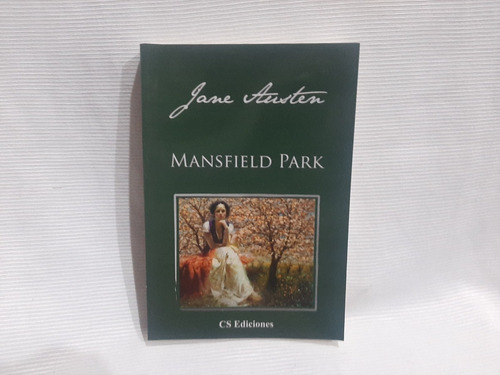 Jane Austen
MANSFIELD PARK
CS Ediciones